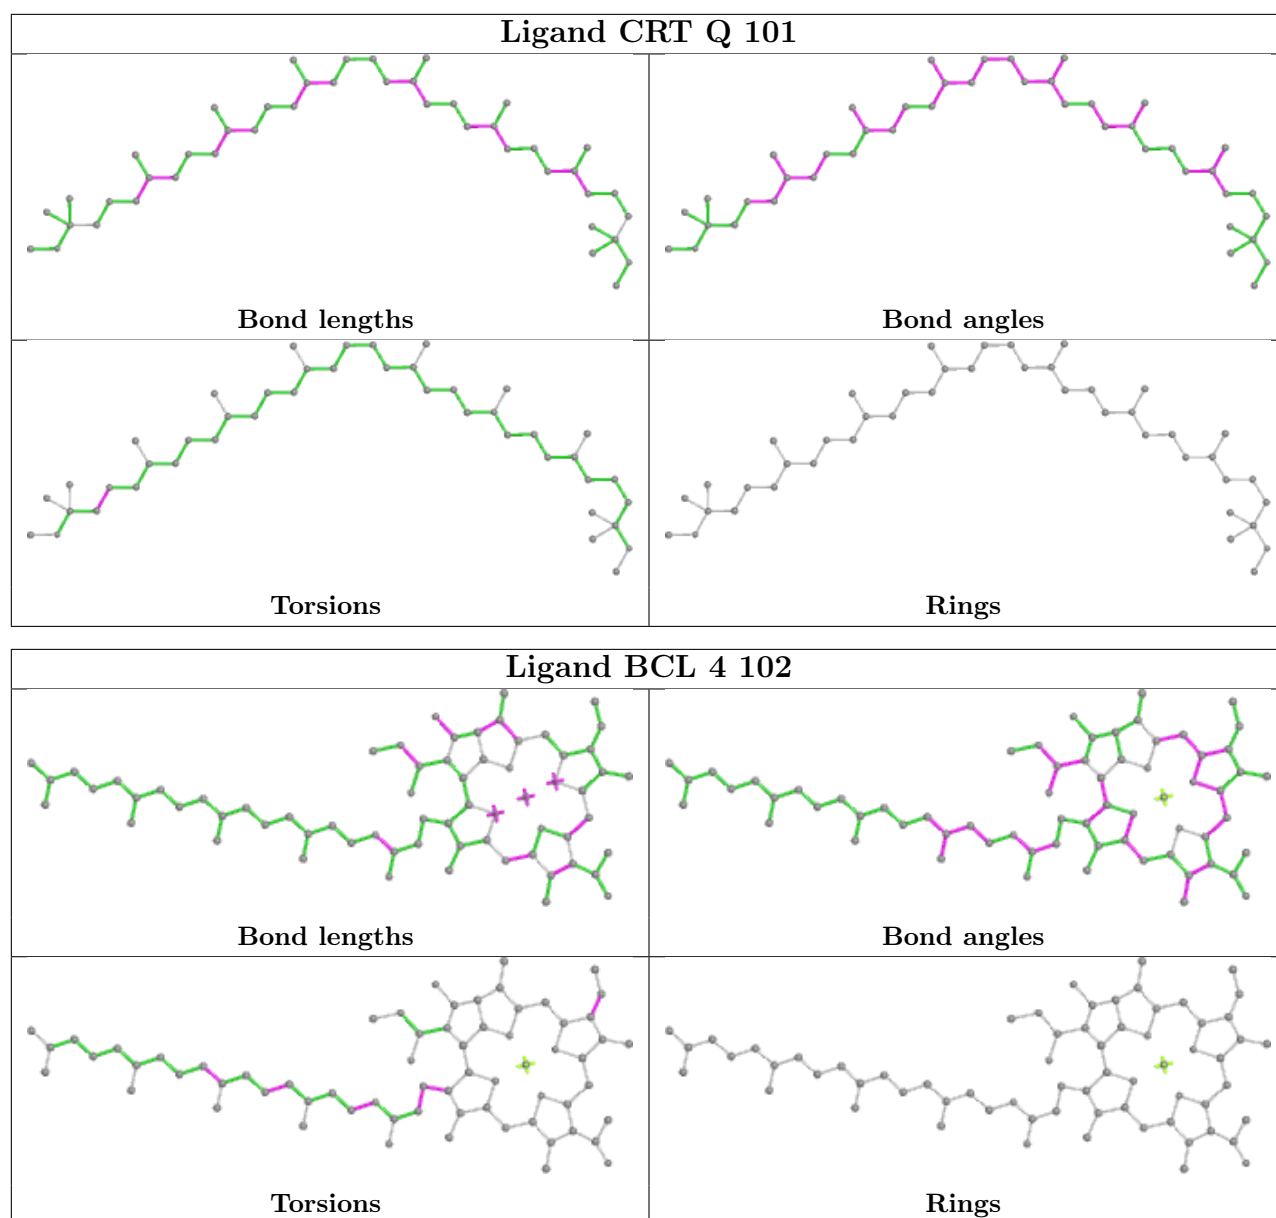 Ligand CRT Q 101
Bond lengths
Bond angles
Torsions
Rings
Ligand BCL 4 102
Bond lengths
Bond angles
Torsions
Rings